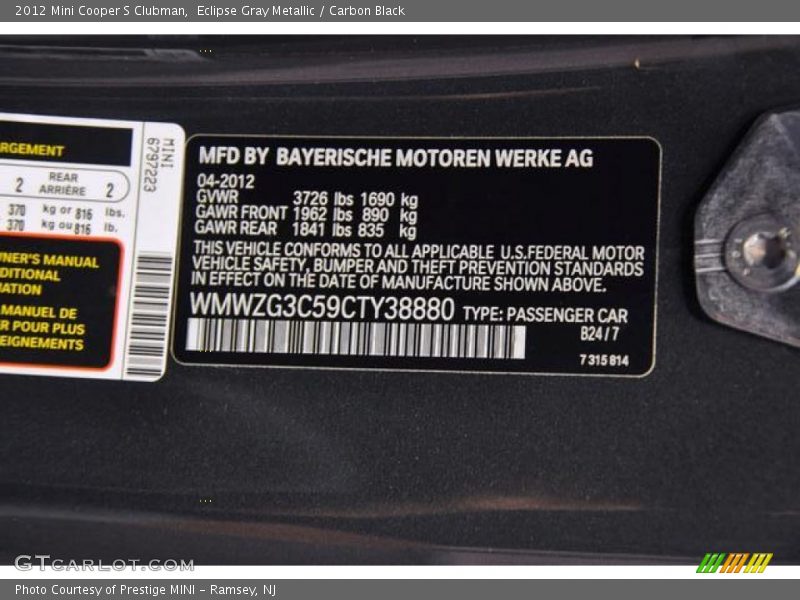 2012 Mini Cooper S Clubman,  Eclipse Gray Metallic / Carbon Black
RGEMENT
2 REAR ARRIÈRE 2
370 kg or 816 lbs.
370 kg ou 816 lb.
NER'S MANUAL
DITIONAL
ATION
MANUEL DE
R POUR PLUS
EIGNEMENTS
MINI
6797223
MFD BY BAYERISCHE MOTOREN WERKE AG
04-2012
GVWR 3726 lbs 1690 kg
GAWR FRONT 1962 lbs 890 kg
GAWR REAR 1841 lbs 835 kg
THIS VEHICLE CONFORMS TO ALL APPLICABLE U.S.FEDERAL MOTOR
VEHICLE SAFETY, BUMPER AND THEFT PREVENTION STANDARDS
IN EFFECT ON THE DATE OF MANUFACTURE SHOWN ABOVE.
WMWZG3C59CTY38880 TYPE: PASSENGER CAR
B24/7
7 315 814
GTCARLOT.COM
Photo Courtesy of Prestige MINI - Ramsey, NJ